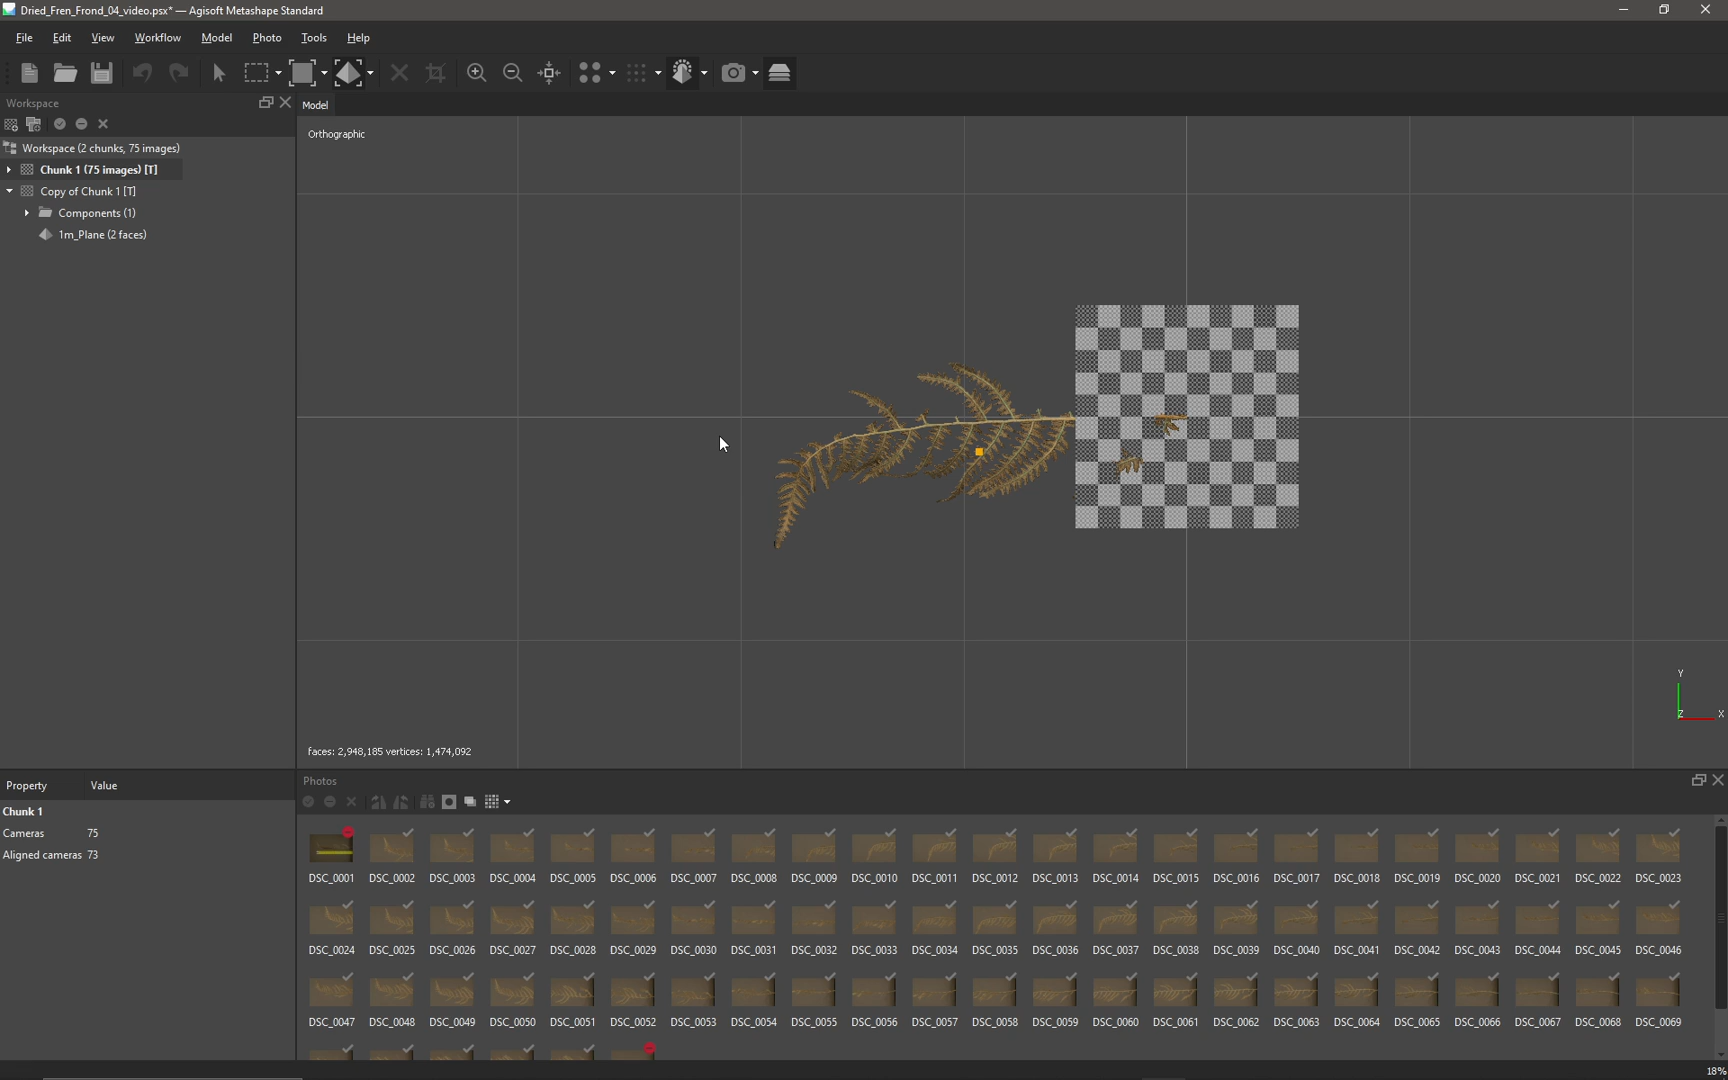 Dried_Fren_Frond_04_video.psx* — Agisoft Metashape Standard
File Edit View Workflow Model Photo Tools Help
Workspace
Model
Workspace (2 chunks, 75 images)
Chunk 1 (75 images) [T]
Copy of Chunk 1 [T]
Components (1)
1m_Plane (2 faces)
Orthographic
Y
Z X
faces: 2,948,185 vertices: 1,474,092
Property Value
Chunk 1
Cameras 75
Aligned cameras 73
Photos
DSC_0001 DSC_0002 DSC_0003 DSC_0004 DSC_0005 DSC_0006 DSC_0007 DSC_0008 DSC_0009 DSC_0010 DSC_0011 DSC_0012 DSC_0013 DSC_0014 DSC_0015 DSC_0016 DSC_0017 DSC_0018 DSC_0019 DSC_0020 DSC_0021 DSC_0022 DSC_0023
DSC_0024 DSC_0025 DSC_0026 DSC_0027 DSC_0028 DSC_0029 DSC_0030 DSC_0031 DSC_0032 DSC_0033 DSC_0034 DSC_0035 DSC_0036 DSC_0037 DSC_0038 DSC_0039 DSC_0040 DSC_0041 DSC_0042 DSC_0043 DSC_0044 DSC_0045 DSC_0046
DSC_0047 DSC_0048 DSC_0049 DSC_0050 DSC_0051 DSC_0052 DSC_0053 DSC_0054 DSC_0055 DSC_0056 DSC_0057 DSC_0058 DSC_0059 DSC_0060 DSC_0061 DSC_0062 DSC_0063 DSC_0064 DSC_0065 DSC_0066 DSC_0067 DSC_0068 DSC_0069
18%